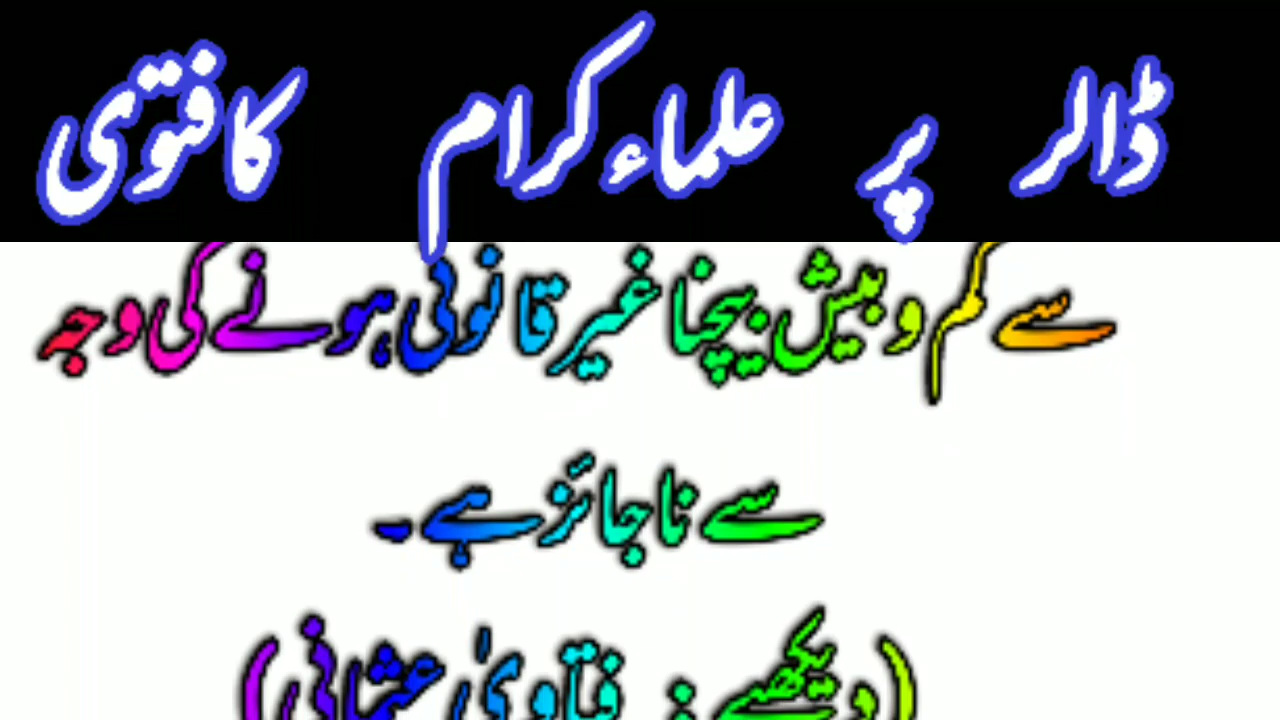 ڈالر پر علماء کرام کا فتوی
سے کم و بیش بیچنا غیر قانونی ہونے کی وجہ
سے ناجائز ہے ۔
(دیکھیے : فتاویٰ عثمانی)